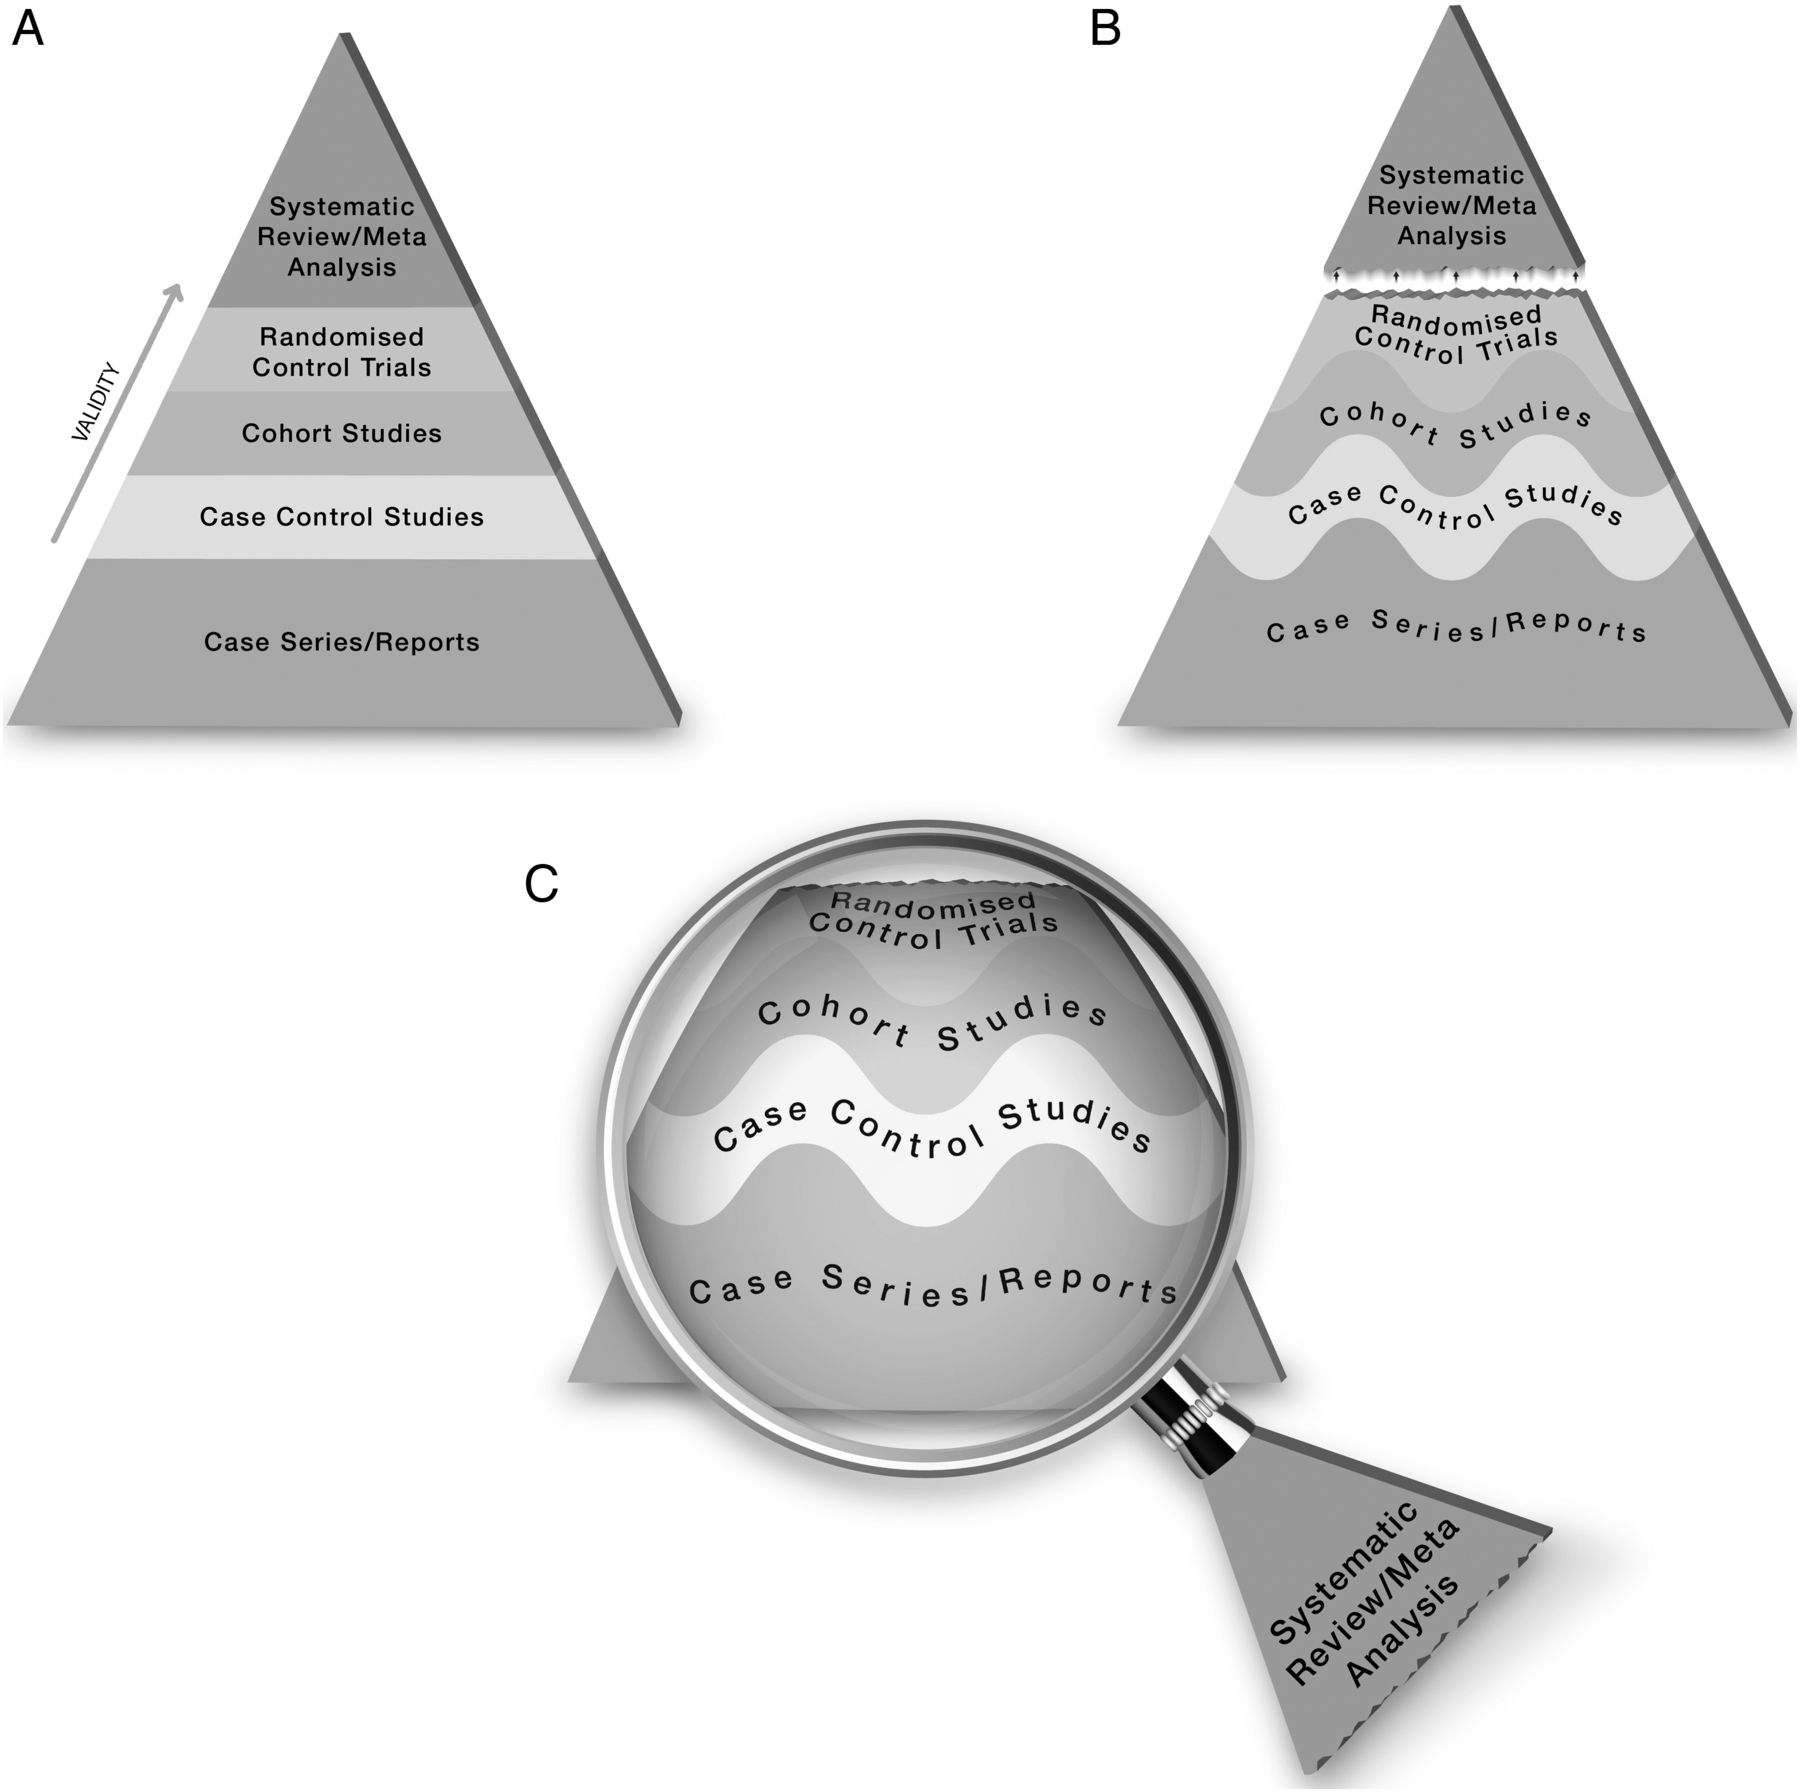 A
Systematic
Review/Meta
Analysis
Randomised
Control Trials
Cohort Studies
Case Control Studies
Case Series/Reports
VALIDITY
B
Systematic
Review/Meta
Analysis
Randomised
Control Trials
Cohort Studies
Case Control Studies
Case Series/Reports
C
Randomised
Control Trials
Cohort Studies
Case Control Studies
Case Series/Reports
Systematic
Review/Meta
Analysis